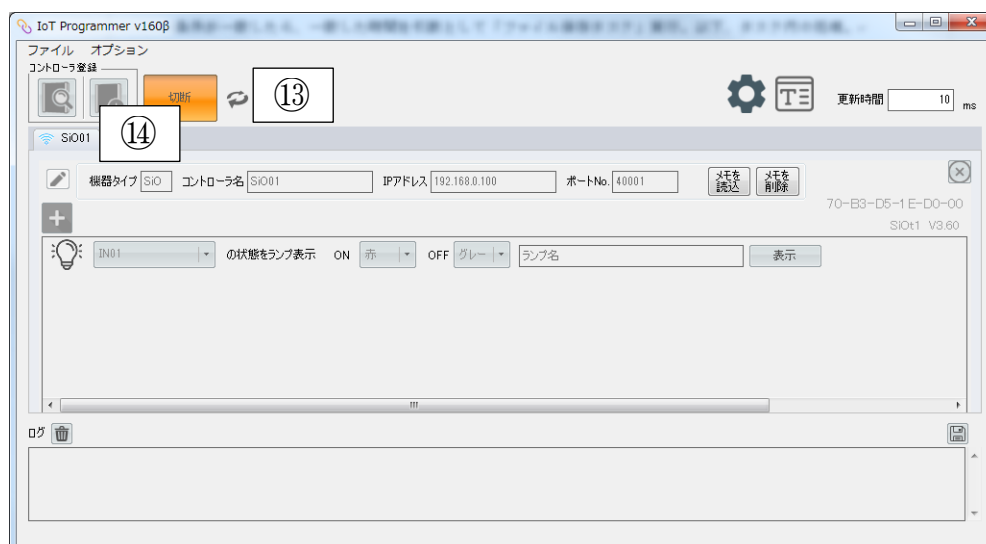 IoT Programmer v160β
ファイル オプション
コントローラ登録
切断
⑬
更新時間 10 ms
⑭
SiO01
機器タイプ SiO コントローラ名 SiO01 IPアドレス 192.168.0.100 ポートNo. 40001 メモを読込 メモを削除
70-B3-D5-1E-D0-00
SiOt1 V3.60
IN01 の状態をランプ表示 ON 赤 OFF グレー ランプ名 表示
ログ